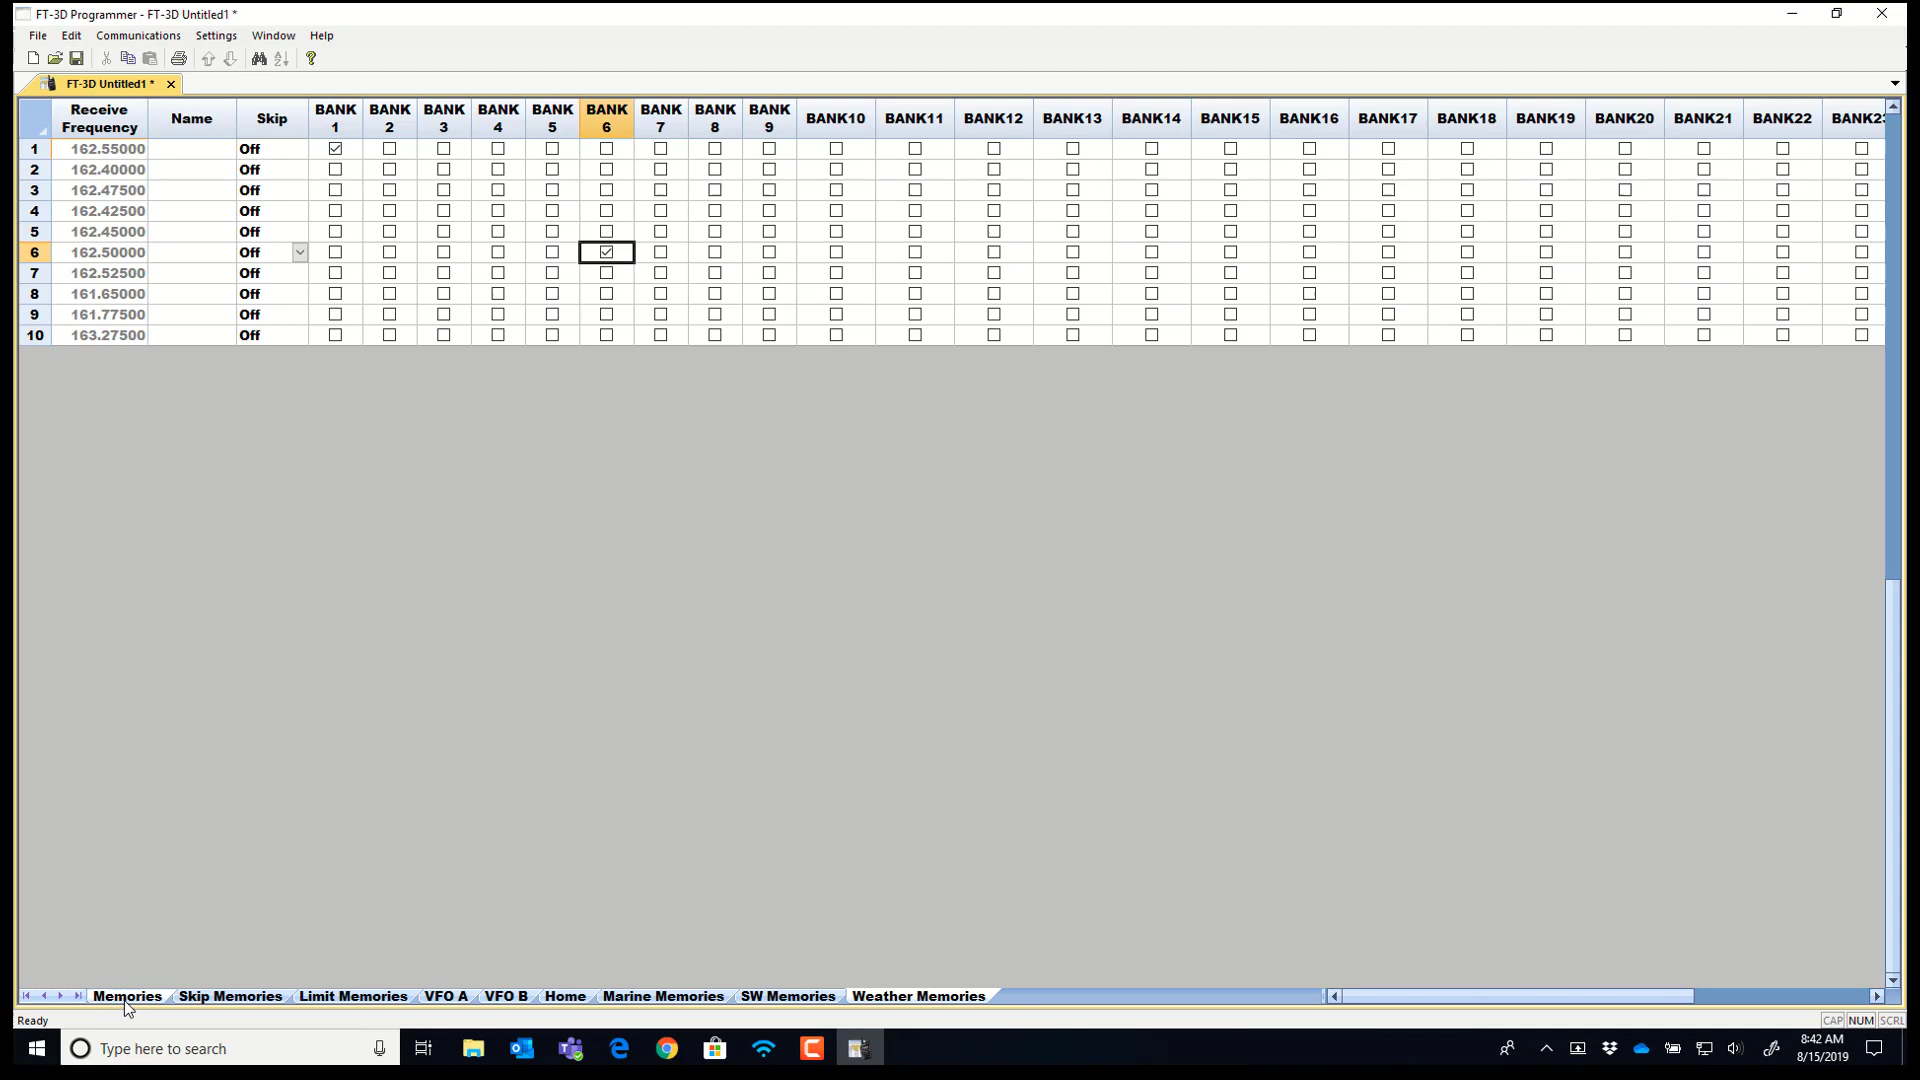 FT-3D Programmer - FT-3D Untitled1 *
File Edit Communications Settings Window Help
FT-3D Untitled1 *
Receive Frequency Name Skip BANK 1 BANK 2 BANK 3 BANK 4 BANK 5 BANK 6 BANK 7 BANK 8 BANK 9 BANK10 BANK11 BANK12 BANK13 BANK14 BANK15 BANK16 BANK17 BANK18 BANK19 BANK20 BANK21 BANK22
1 162.55000 Off
2 162.40000 Off
3 162.47500 Off
4 162.42500 Off
5 162.45000 Off
6 162.50000 Off
7 162.52500 Off
8 161.65000 Off
9 161.77500 Off
10 163.27500 Off
Memories Skip Memories Limit Memories VFO A VFO B Home Marine Memories SW Memories Weather Memories
Ready CAP NUM SCRL
Type here to search
8:42 AM
8/15/2019